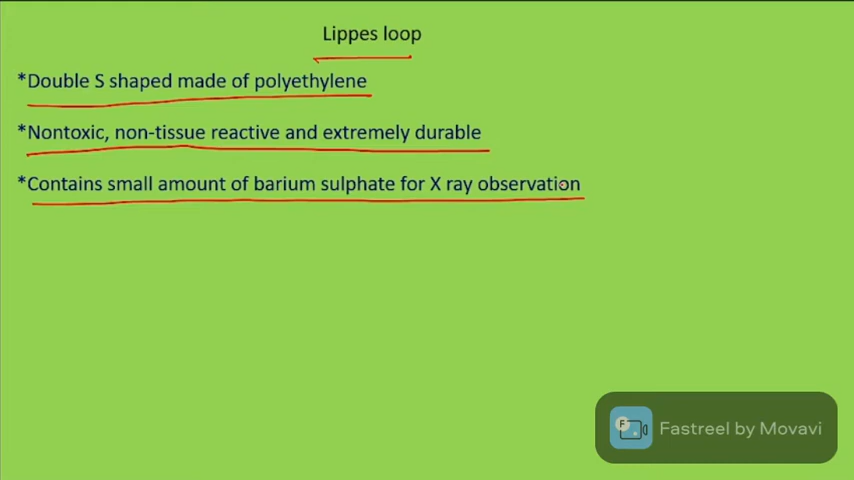 Lippes loop
*Double S shaped made of polyethylene
*Nontoxic, non-tissue reactive and extremely durable
*Contains small amount of barium sulphate for X ray observation
F
Fastreel by Movavi